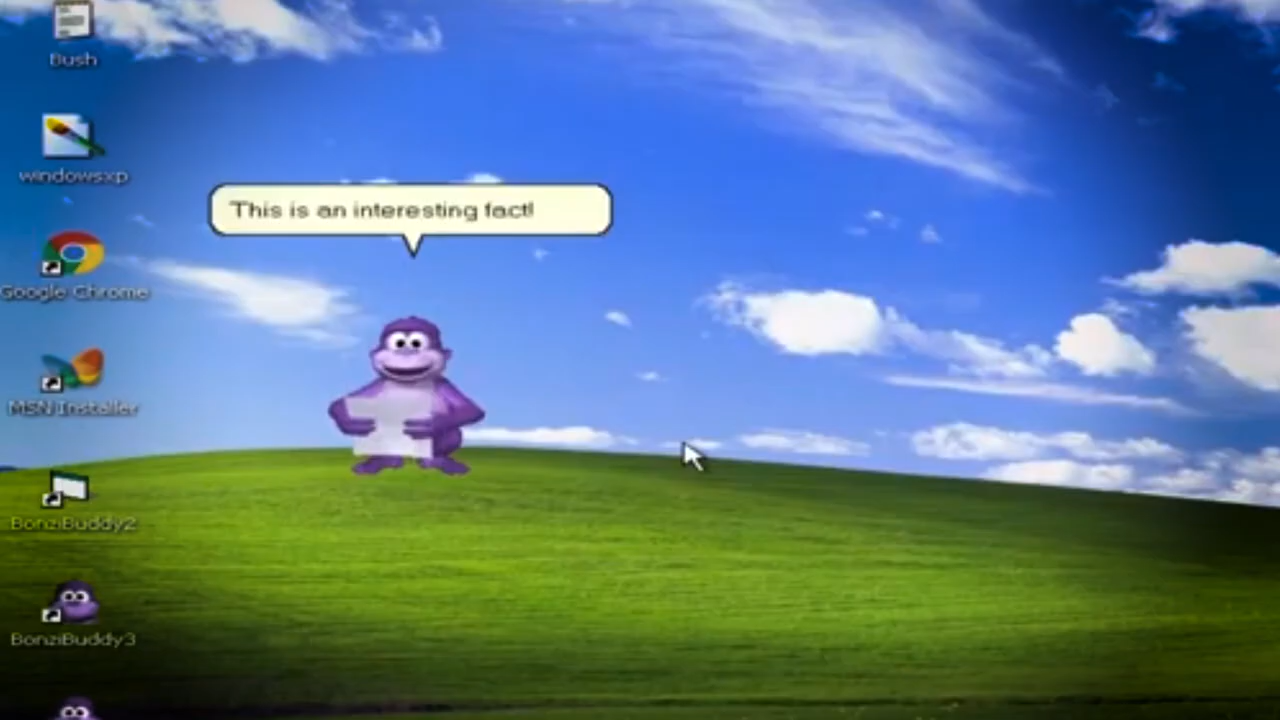 Bush
windowsxp
This is an interesting fact!
Google Chrome
MSN Installer
BonziBuddy2
BonziBuddy3